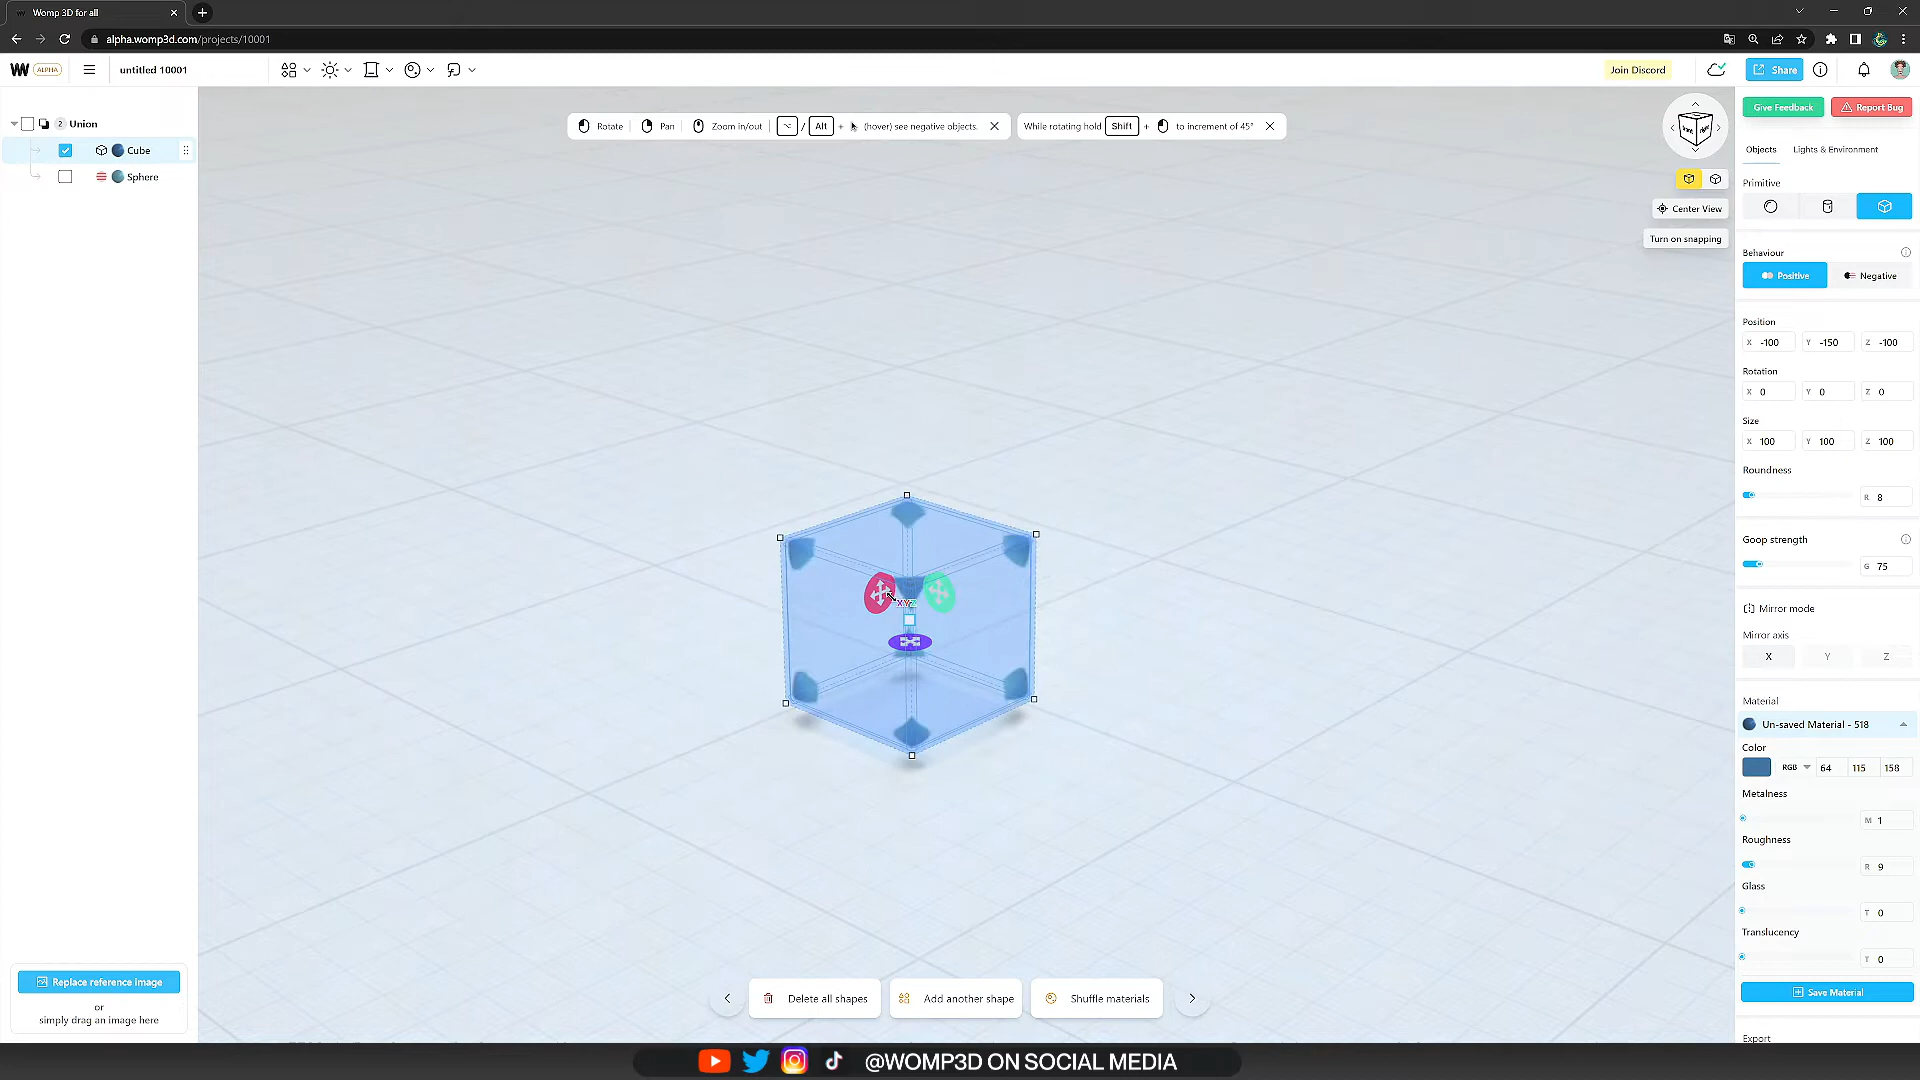 Womp 3D for all
alpha.womp3d.com/projects/10001
ALPHA
untitled 10001
Join Discord
Share
Rotate
Pan
Zoom in/out
Alt
+
(hover) see negative objects.
While rotating hold
Shift
+
to increment of 45°
Give Feedback
Report Bug
2 Union
Cube
Sphere
Objects
Lights & Environment
Center View
Turn on snapping
Primitive
Behaviour
Positive
Negative
Position
X -100 Y -150 Z -100
Rotation
X 0 Y 0 Z 0
Size
X 100 Y 100 Z 100
Roundness
R 8
Goop strength
G 75
Mirror mode
Mirror axis
X Y Z
Material
Un-saved Material - 518
Color
RGB 64 115 158
Metalness
M 1
Roughness
R 9
Glass
T 0
Translucency
T 0
Save Material
Export
XYZ
Replace reference image
or
simply drag an image here
Delete all shapes
Add another shape
Shuffle materials
@WOMP3D ON SOCIAL MEDIA